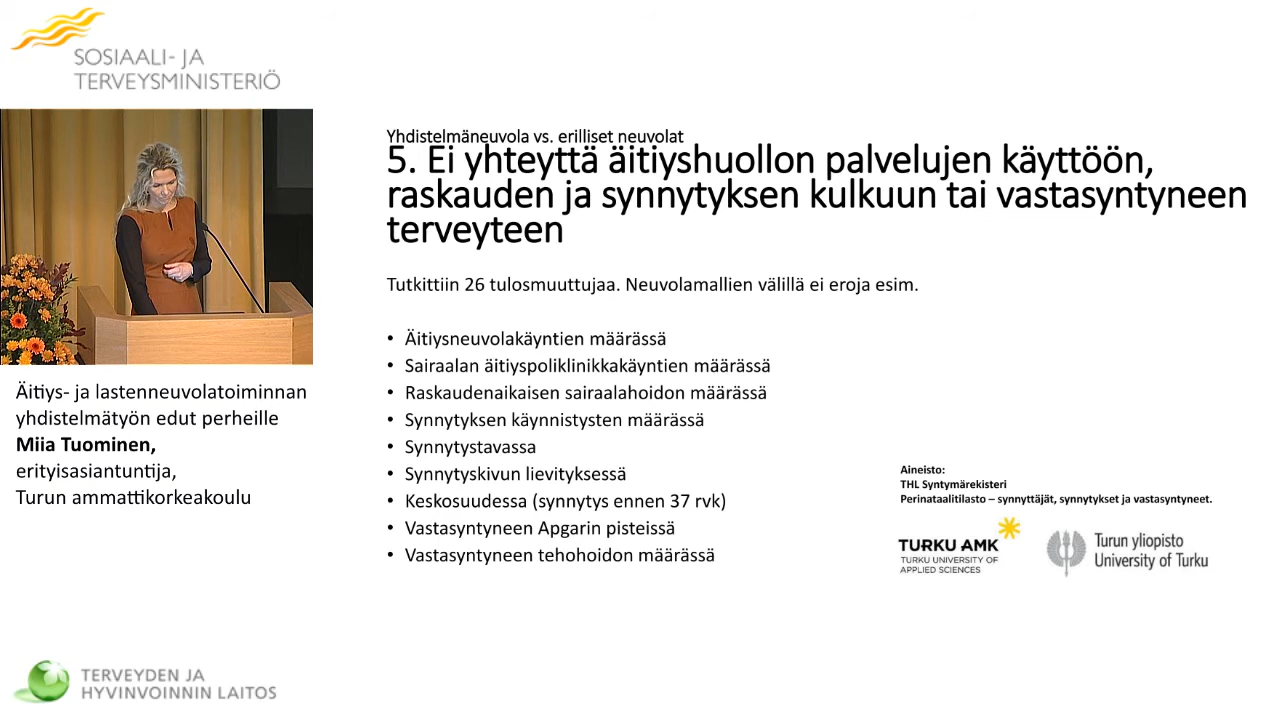 SOSIAALI- JA
TERVEYSMINISTERIÖ
Yhdistelmäneuvola vs. erilliset neuvolat
5. Ei yhteyttä äitiyshuollon palvelujen käyttöön,
raskauden ja synnytyksen kulkuun tai vastasyntyneen
terveyteen
Tutkittiin 26 tulosmuuttujaa. Neuvolamallien välillä ei eroja esim.
• Äitiysneuvolakäyntien määrässä
• Sairaalan äitiyspoliklinikkakäyntien määrässä
• Raskaudenaikaisen sairaalahoidon määrässä
• Synnytyksen käynnistysten määrässä
• Synnytystavassa
• Synnytyskivun lievityksessä
• Keskosuudessa (synnytys ennen 37 rvk)
• Vastasyntyneen Apgarin pisteissä
• Vastasyntyneen tehohoidon määrässä
Äitiys- ja lastenneuvolatoiminnan
yhdistelmätyön edut perheille
Miia Tuominen,
erityisasiantuntija,
Turun ammattikorkeakoulu
Aineisto:
THL Syntymärekisteri
Perinataalitilasto – synnyttäjät, synnytykset ja vastasyntyneet.
TURKU AMK
TURKU UNIVERSITY OF
APPLIED SCIENCES
Turun yliopisto
University of Turku
TERVEYDEN JA
HYVINVOINNIN LAITOS